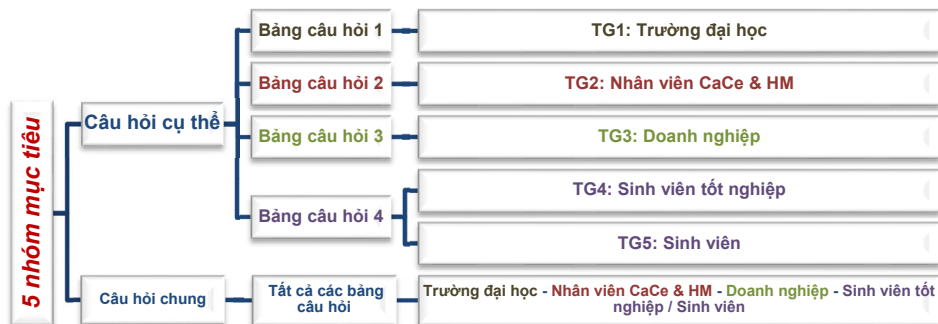 5 nhóm mục tiêu
Câu hỏi cụ thể
Bảng câu hỏi 1
TG1: Trường đại học
Bảng câu hỏi 2
TG2: Nhân viên CaCe & HM
Bảng câu hỏi 3
TG3: Doanh nghiệp
Bảng câu hỏi 4
TG4: Sinh viên tốt nghiệp
TG5: Sinh viên
Câu hỏi chung
Tất cả các bảng
câu hỏi
Trường đại học - Nhân viên CaCe & HM - Doanh nghiệp - Sinh viên tốt
nghiệp / Sinh viên